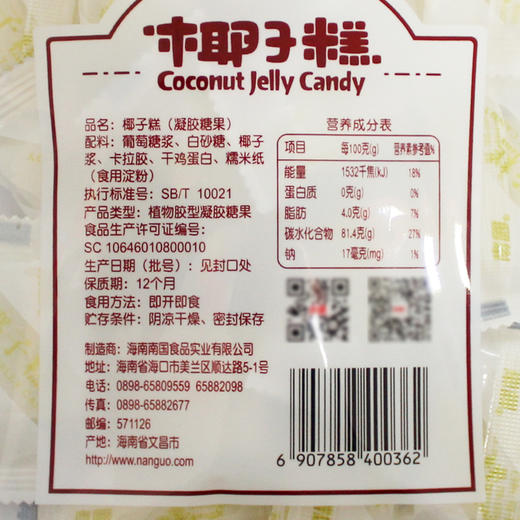 椰子糕
Coconut Jelly Candy
品名：椰子糕（凝胶糖果）
配料：葡萄糖浆、白砂糖、椰子
浆、卡拉胶、干鸡蛋白、糯米纸
（食用淀粉）
执行标准号：SB/T 10021
产品类型：植物胶型凝胶糖果
食品生产许可证编号：
SC 10646010800010
生产日期（批号）：见封口处
保质期：12个月
食用方法：即开即食
贮存条件：阴凉干燥、密封保存
制造商：海南南国食品实业有限公司
地址：海南省海口市美兰区顺达路5-1号
电话：0898-65809559 65882098
传真：0898-65882677
邮编：571126
产地：海南省文昌市
http://www.nanguo.com
营养成分表
项目 每100克(g) 营养素参考值%
能量 1532千焦(kJ) 18%
蛋白质 0克(g) 0%
脂肪 4.0克(g) 7%
碳水化合物 81.4克(g) 27%
钠 17毫克(mg) 1%
6 907858 400362